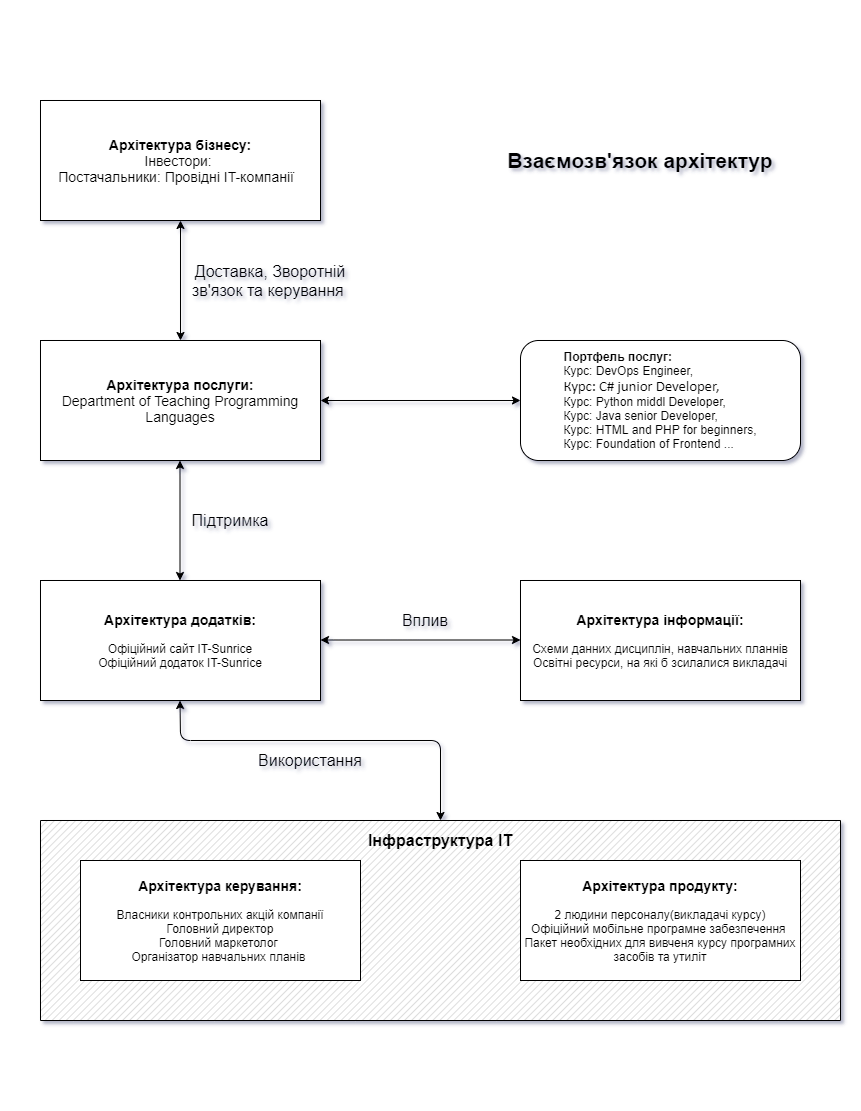 Архітектура бізнесу:
Інвестори:
Постачальники: Провідні ІТ-компанії
Взаємозв'язок архітектур
Доставка, Зворотній
зв'язок та керування
Архітектура послуги:
Department of Teaching Programming
Languages
Портфель послуг:
Курс: DevOps Engineer,
Курс: C# junior Developer,
Курс: Python middl Developer,
Курс: Java senior Developer,
Курс: HTML and PHP for beginners,
Курс: Foundation of Frontend ...
Підтримка
Архітектура додатків:
Офіційний сайт IT-Sunrice
Офіційний додаток IT-Sunrice
Вплив
Архітектура інформації:
Схеми данних дисциплін, навчальних планнів
Освітні ресурси, на які б зсилалися викладачі
Використання
Інфраструктура ІТ
Архітектура керування:
Власники контрольних акцій компанії
Головний директор
Головний маркетолог
Організатор навчальних планів
Архітектура продукту:
2 людини персоналу(викладачі курсу)
Офіційний мобільне програмне забезпечення
Пакет необхідних для вивченя курсу програмних
засобів та утиліт